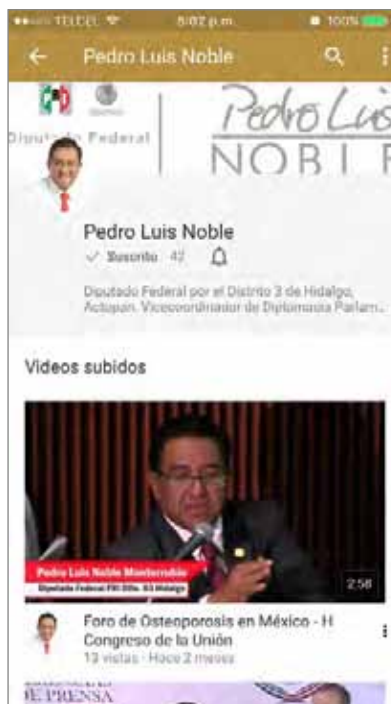 TELCEL 5:02 p.m. 100%
Pedro Luis Noble
PRI
Diputado Federal
Pedro Luis
NOBLE
Pedro Luis Noble
Suscrito 42
Diputado Federal por el Distrito 3 de Hidalgo,
Actopan. Vicecoordinador de Diplomacia Parlam...
Videos subidos
Pedro Luis Noble Monterrubio
Diputado Federal PRI Dtto. 03 Hidalgo
2:58
Foro de Osteoporosis en México - H
Congreso de la Unión
13 vistas · Hace 2 meses
DE PRENSA